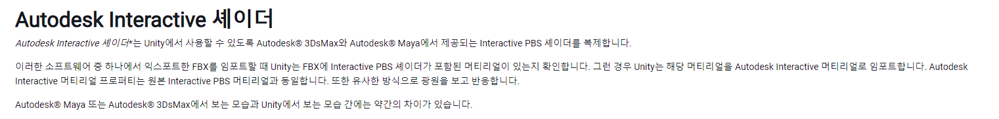 Autodesk Interactive 셰이더
Autodesk Interactive 셰이더*는 Unity에서 사용할 수 있도록 Autodesk® 3DsMax와 Autodesk® Maya에서 제공되는 Interactive PBS 셰이더를 복제합니다.
이러한 소프트웨어 중 하나에서 익스포트한 FBX를 임포트할 때 Unity는 FBX에 Interactive PBS 셰이더가 포함된 머티리얼이 있는지 확인합니다. 그런 경우 Unity는 해당 머티리얼을 Autodesk Interactive 머티리얼로 임포트합니다. Autodesk
Interactive 머티리얼 프로퍼티는 원본 Interactive PBS 머티리얼과 동일합니다. 또한 유사한 방식으로 광원을 보고 반응합니다.
Autodesk® Maya 또는 Autodesk® 3DsMax에서 보는 모습과 Unity에서 보는 모습 간에는 약간의 차이가 있습니다.